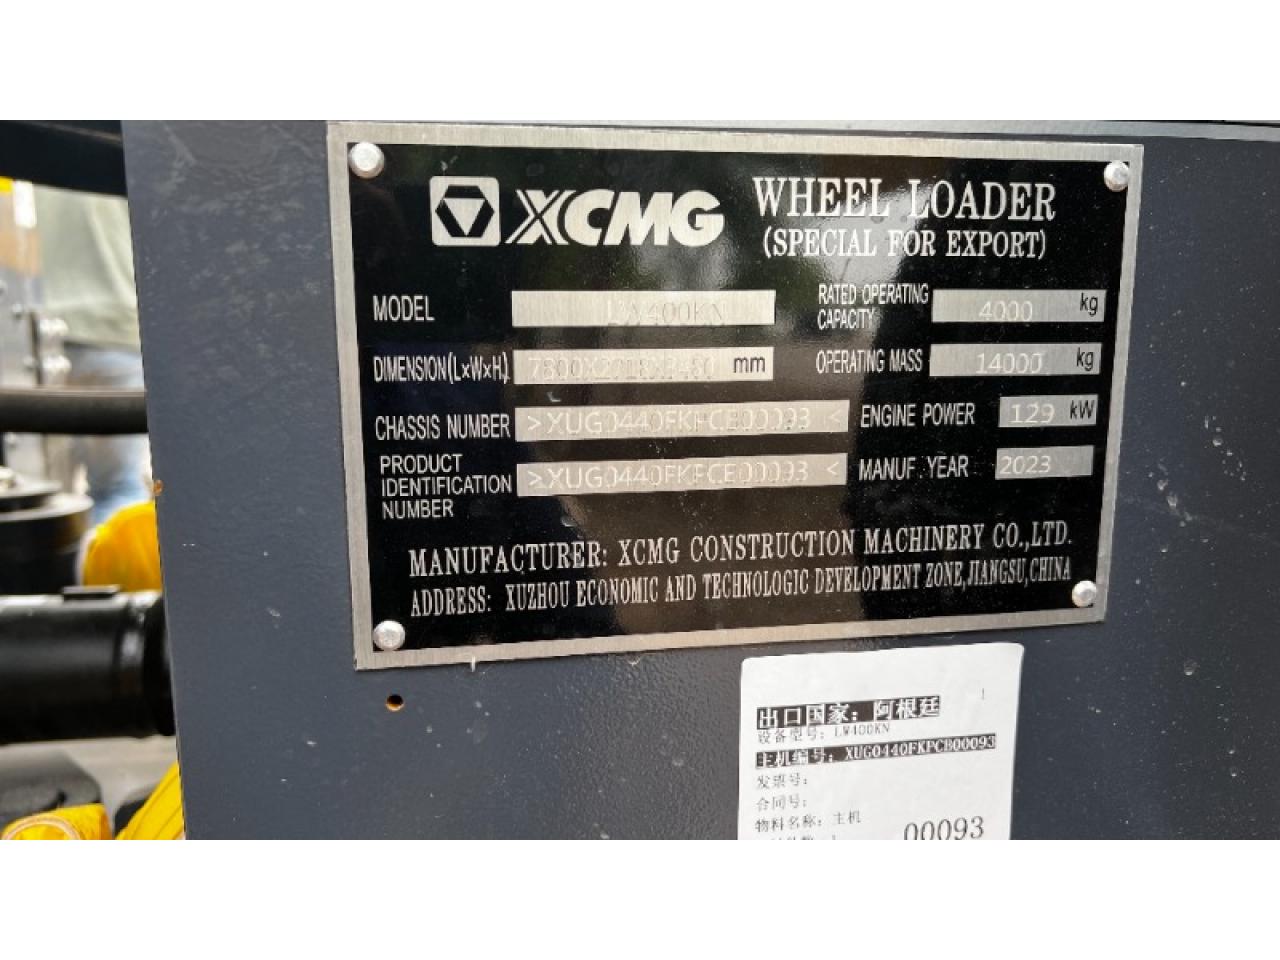 XCMG WHEEL LOADER
(SPECIAL FOR EXPORT)
MODEL LW400KN
RATED OPERATING CAPACITY 4000 kg
DIMENSION(L×W×H) mm
OPERATING MASS 14000 kg
CHASSIS NUMBER >XUG0440FKPCB00093<
ENGINE POWER 129 kW
PRODUCT IDENTIFICATION NUMBER >XUG0440FKPCB00093<
MANUF. YEAR 2023
MANUFACTURER: XCMG CONSTRUCTION MACHINERY CO.,LTD.
ADDRESS: XUZHOU ECONOMIC AND TECHNOLOGIC DEVELOPMENT ZONE,JIANGSU,CHINA
1
出口国家：阿根廷
设备型号：LW400KN
主机编号：XUG0440FKPCB00093
发票号：
合同号：
物料名称：主机
00093